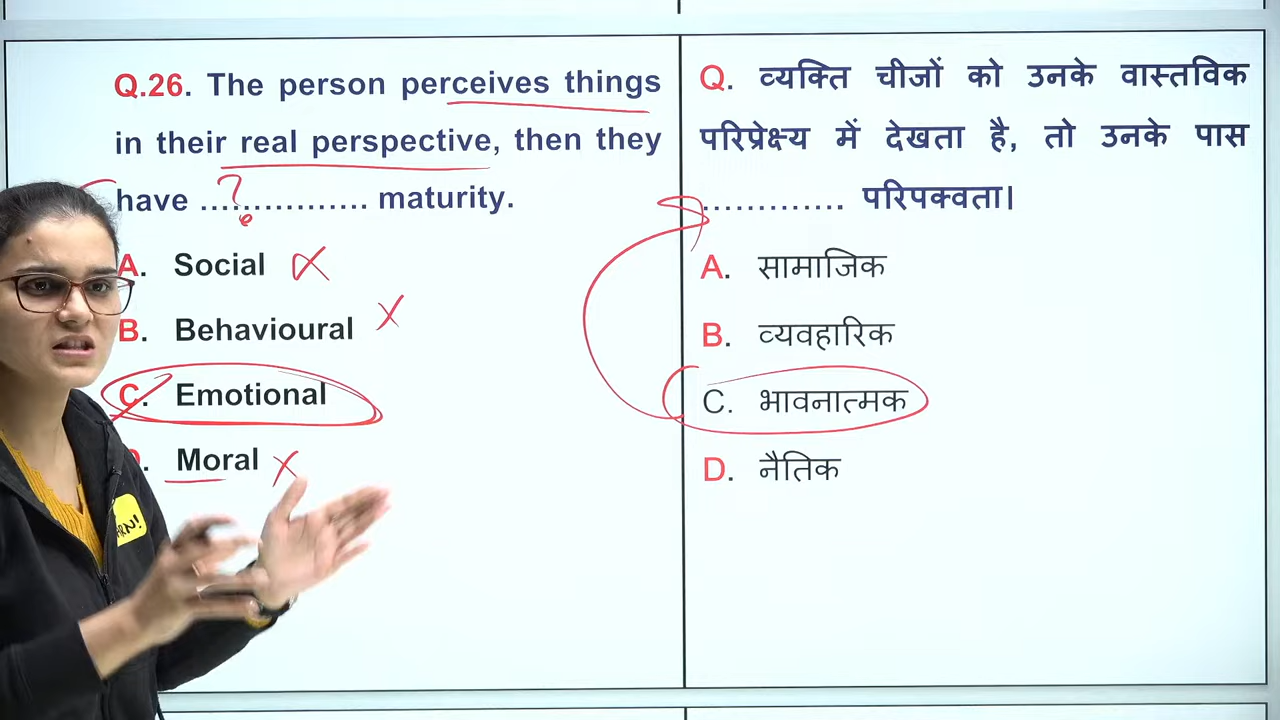 Q.26. The person perceives things
in their real perspective, then they
have ................ maturity.
?
A. Social
B. Behavioural
C. Emotional
D. Moral
Q. व्यक्ति चीजों को उनके वास्तविक
परिप्रेक्ष्य में देखता है, तो उनके पास
............. परिपक्वता।
A. सामाजिक
B. व्यवहारिक
C. भावनात्मक
D. नैतिक